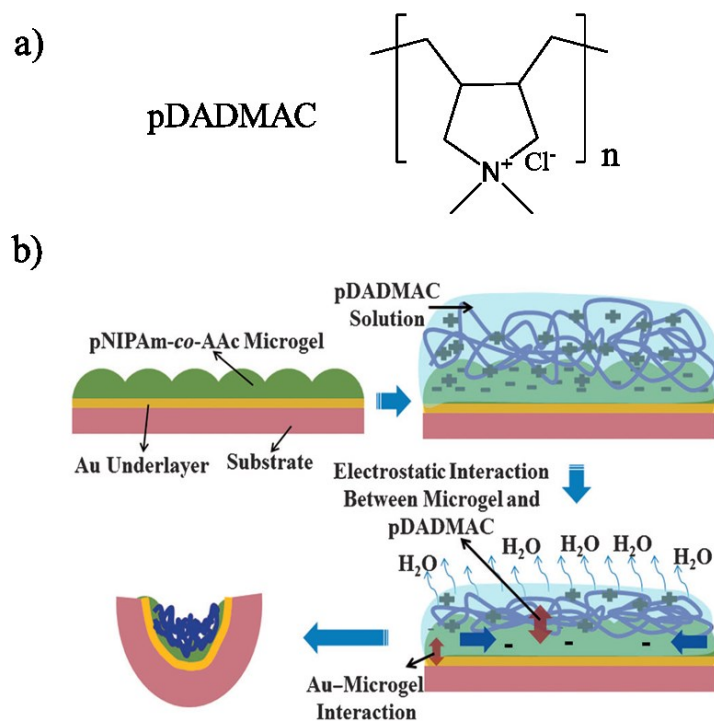 a)
pDADMAC
N+ Cl-
n
b)
pNIPAm-co-AAc Microgel
Au Underlayer
Substrate
pDADMAC
Solution
Electrostatic Interaction
Between Microgel and
pDADMAC
H2O H2O H2O H2O H2O
Au–Microgel
Interaction